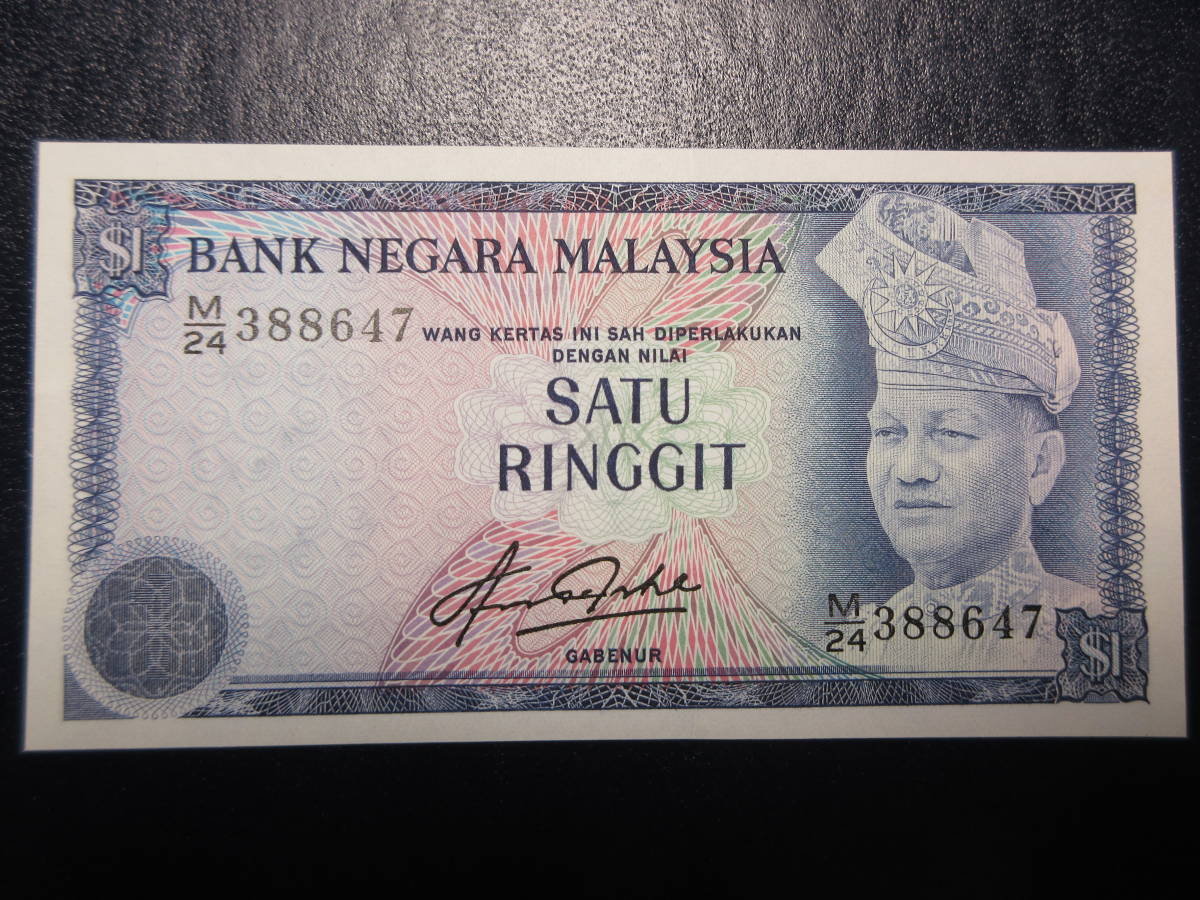 $1
BANK NEGARA MALAYSIA
M/24 388647
WANG KERTAS INI SAH DIPERLAKUKAN
DENGAN NILAI
SATU
RINGGIT
GABENUR
M/24 388647
$1